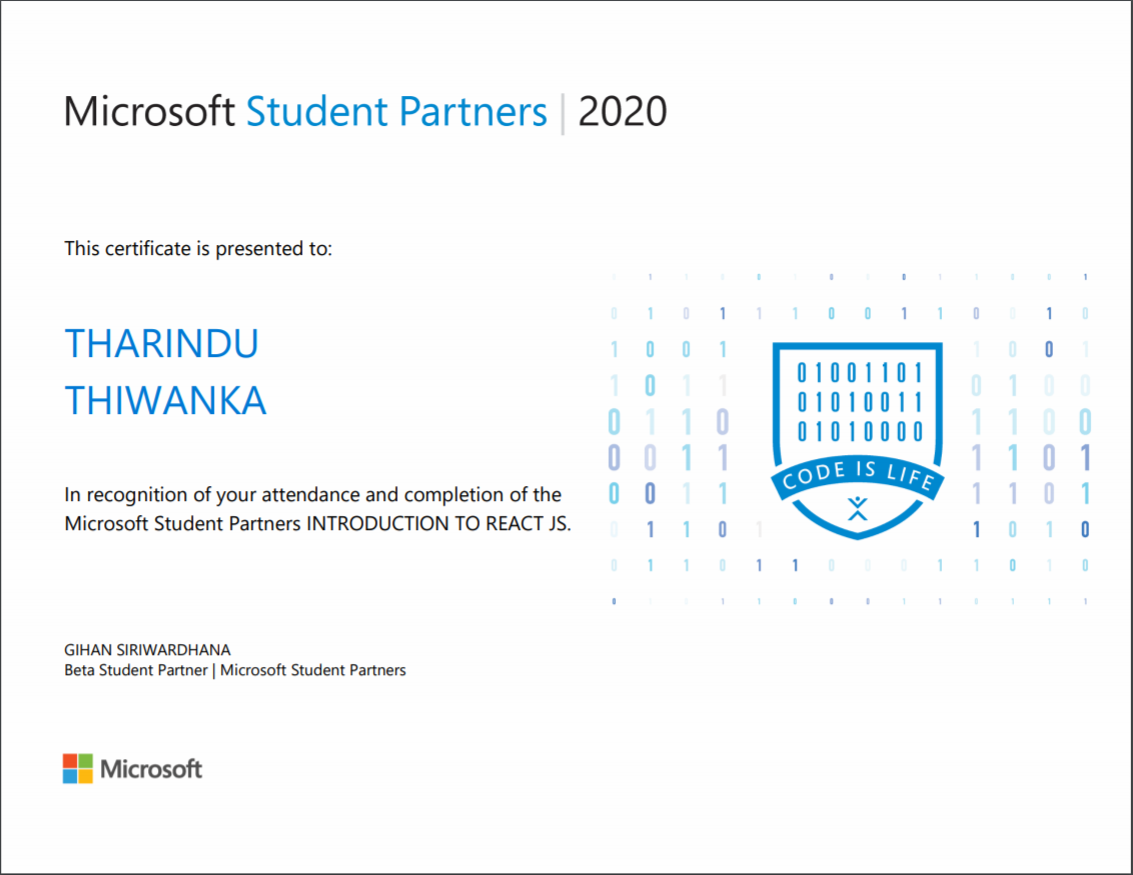 Microsoft Student Partners | 2020
This certificate is presented to:
THARINDU
THIWANKA
In recognition of your attendance and completion of the
Microsoft Student Partners INTRODUCTION TO REACT JS.
01001101
01010011
01010000
CODE IS LIFE
GIHAN SIRIWARDHANA
Beta Student Partner | Microsoft Student Partners
Microsoft